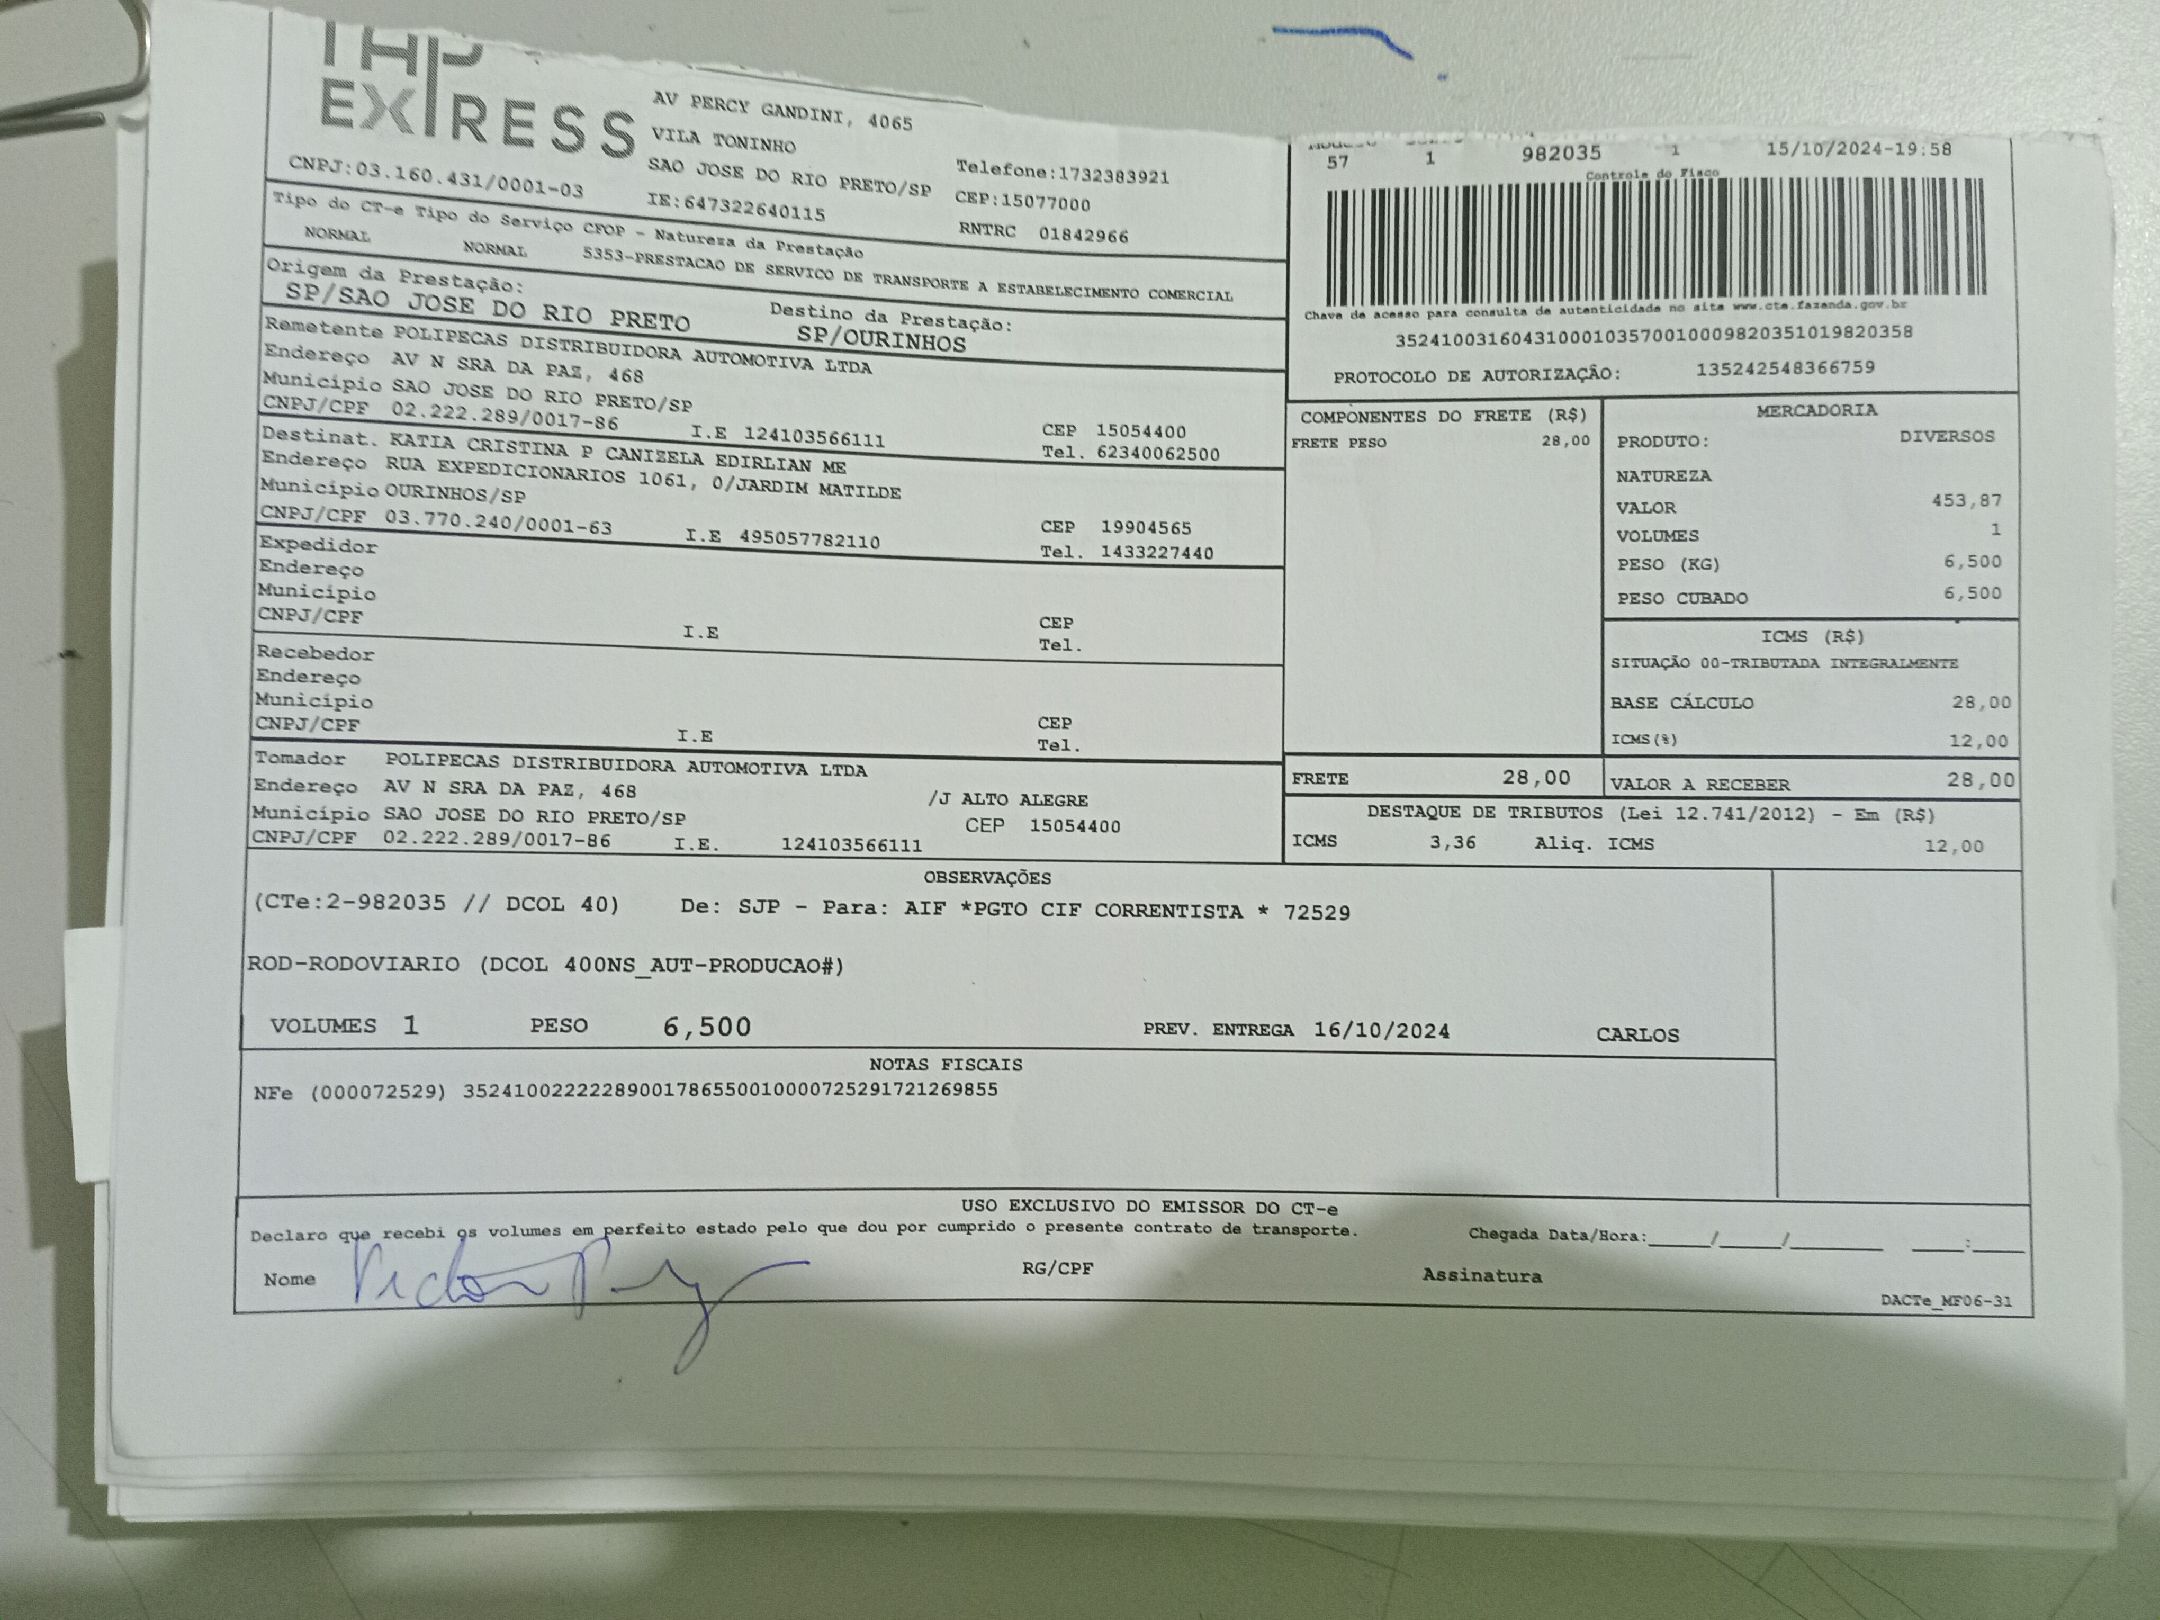 EXPRESS
AV PERCY GANDINI, 4065
VILA TONINHO
SAO JOSE DO RIO PRETO/SP
Telefone:1732383921
CNPJ:03.160.431/0001-03
IE:647322640115
CEP:15077000
RNTRC 01842966
Tipo do CT-e Tipo do Serviço CFOP - Natureza da Prestação
NORMAL NORMAL 5353-PRESTACAO DE SERVICO DE TRANSPORTE A ESTABELECIMENTO COMERCIAL
Origem da Prestação:
SP/SAO JOSE DO RIO PRETO
Destino da Prestação:
SP/OURINHOS
57 1 982035 1 15/10/2024-19:58
Controle do Fisco
Chave de acesso para consulta de autenticidade no site www.cte.fazenda.gov.br
35241003160431000103570010009820351019820358
PROTOCOLO DE AUTORIZAÇÃO: 135242548366759
Remetente POLIPECAS DISTRIBUIDORA AUTOMOTIVA LTDA
Endereço AV N SRA DA PAZ, 468
Município SAO JOSE DO RIO PRETO/SP
CEP 15054400
CNPJ/CPF 02.222.289/0017-86 I.E 124103566111 Tel. 62340062500
Destinat. KATIA CRISTINA P CANIZELA EDIRLIAN ME
Endereço RUA EXPEDICIONARIOS 1061, 0/JARDIM MATILDE
Município OURINHOS/SP
CEP 19904565
CNPJ/CPF 03.770.240/0001-63 I.E 495057782110 Tel. 1433227440
Expedidor
Endereço
Município
CEP
CNPJ/CPF I.E Tel.
Recebedor
Endereço
Município
CEP
CNPJ/CPF I.E Tel.
Tomador POLIPECAS DISTRIBUIDORA AUTOMOTIVA LTDA
Endereço AV N SRA DA PAZ, 468 /J ALTO ALEGRE
Município SAO JOSE DO RIO PRETO/SP CEP 15054400
CNPJ/CPF 02.222.289/0017-86 I.E. 124103566111
COMPONENTES DO FRETE (R$)
FRETE PESO 28,00
MERCADORIA
PRODUTO: DIVERSOS
NATUREZA
VALOR 453,87
VOLUMES 1
PESO (KG) 6,500
PESO CUBADO 6,500
ICMS (R$)
SITUAÇÃO 00-TRIBUTADA INTEGRALMENTE
BASE CÁLCULO 28,00
ICMS(%) 12,00
FRETE 28,00 VALOR A RECEBER 28,00
DESTAQUE DE TRIBUTOS (Lei 12.741/2012) - Em (R$)
ICMS 3,36 Aliq. ICMS 12,00
OBSERVAÇÕES
(CTe:2-982035 // DCOL 40) De: SJP - Para: AIF *PGTO CIF CORRENTISTA * 72529
ROD-RODOVIARIO (DCOL 400NS_AUT-PRODUCAO#)
VOLUMES 1 PESO 6,500 PREV. ENTREGA 16/10/2024 CARLOS
NOTAS FISCAIS
NFe (000072529) 35241002222289001786550010000725291721269855
USO EXCLUSIVO DO EMISSOR DO CT-e
Declaro que recebi os volumes em perfeito estado pelo que dou por cumprido o presente contrato de transporte.
Chegada Data/Hora:_____/_____/_______ ____:____
Nome RG/CPF Assinatura
DACTe_MF06-31